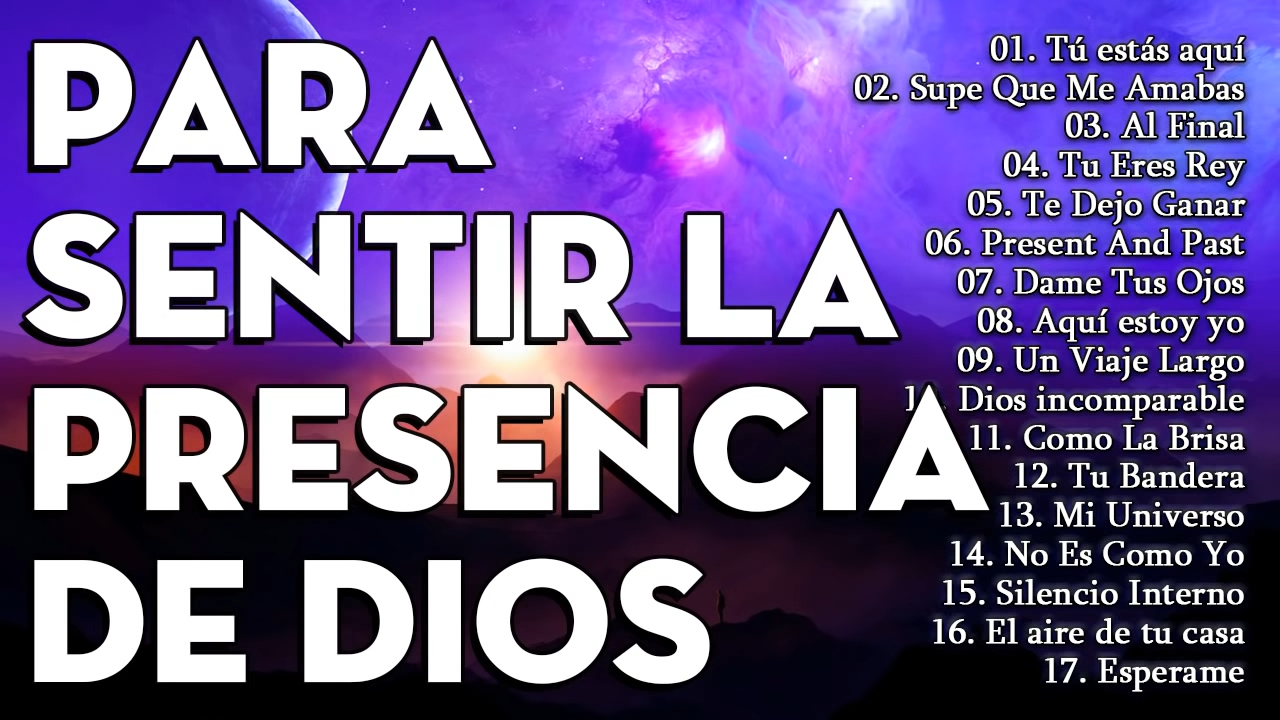 PARA
SENTIR LA
PRESENCIA
DE DIOS
01. Tú estás aquí
02. Supe Que Me Amabas
03. Al Final
04. Tu Eres Rey
05. Te Dejo Ganar
06. Present And Past
07. Dame Tus Ojos
08. Aquí estoy yo
09. Un Viaje Largo
Dios incomparable
11. Como La Brisa
12. Tu Bandera
13. Mi Universo
14. No Es Como Yo
15. Silencio Interno
16. El aire de tu casa
17. Esperame